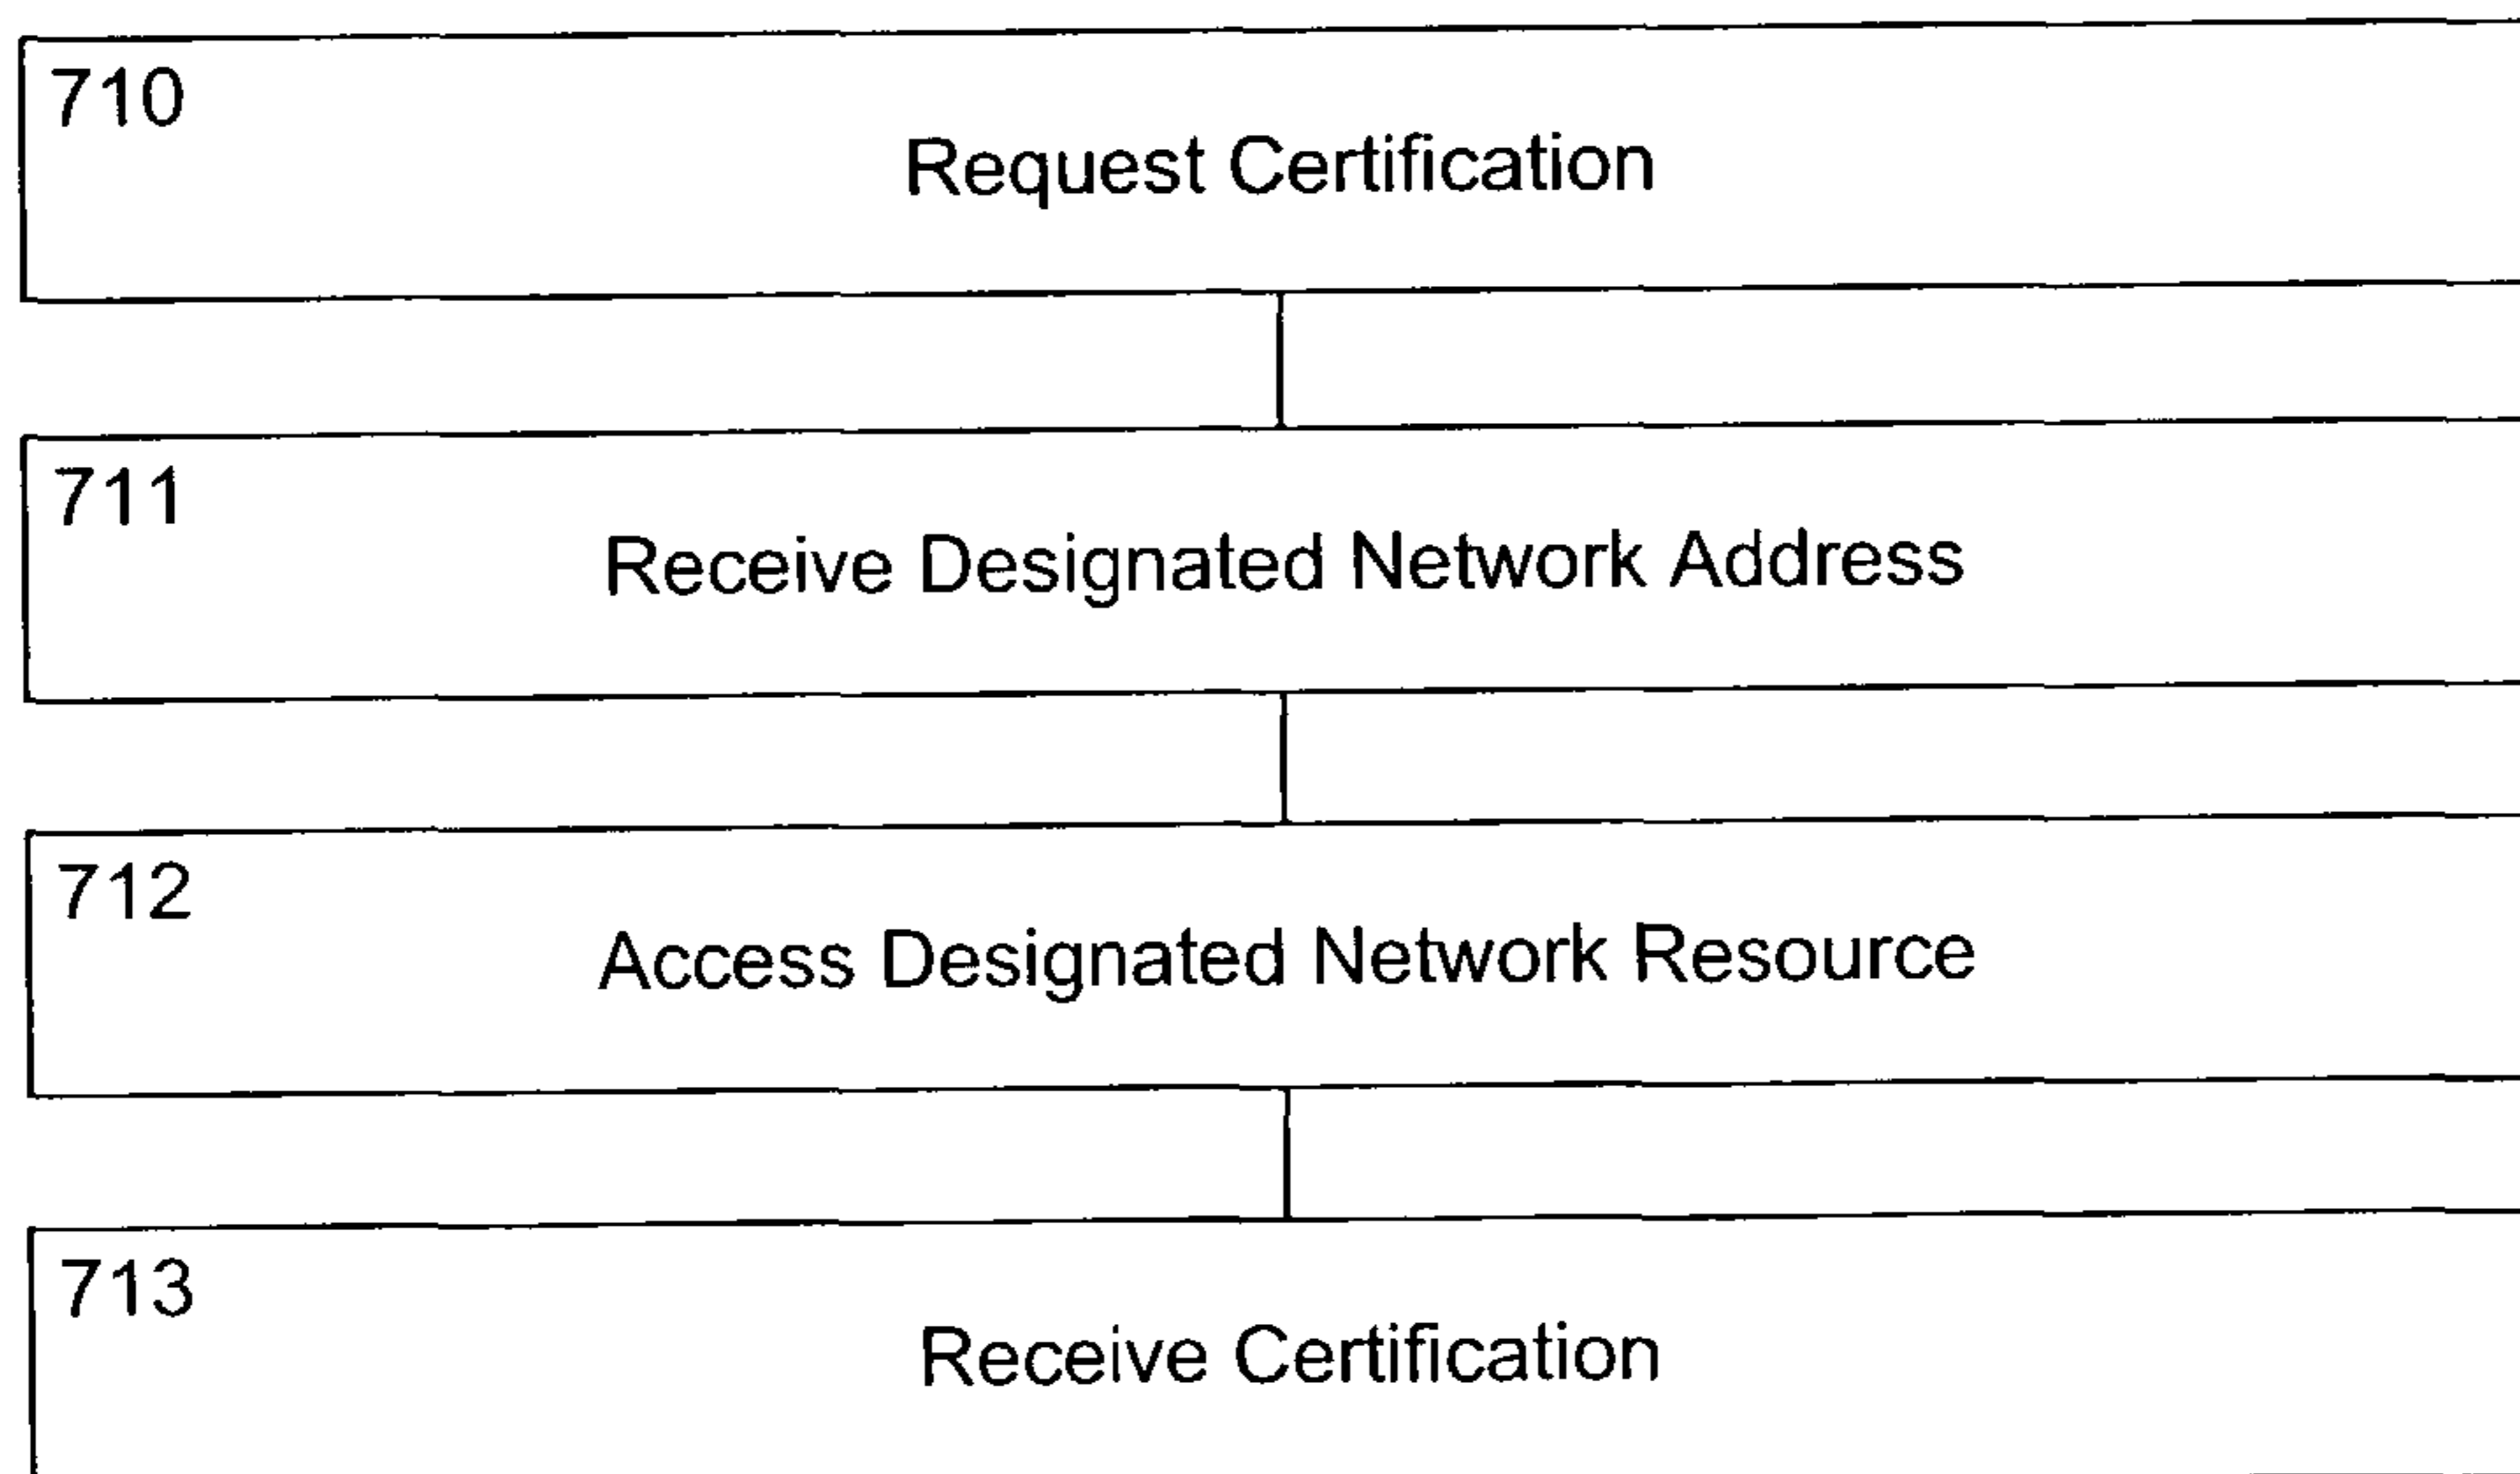 710
Request Certification
711
Receive Designated Network Address
712
Access Designated Network Resource
713
Receive Certification